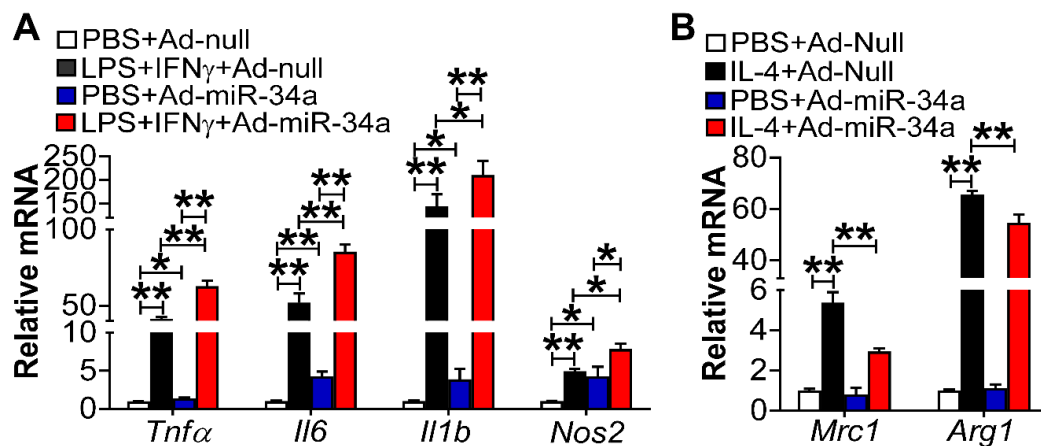 A
PBS+Ad-null
LPS+IFNγ+Ad-null
PBS+Ad-miR-34a
LPS+IFNγ+Ad-miR-34a
Relative mRNA
250
200
150
100
50
10
5
0
** * ** **
** ** ** **
** * * **
** * * *
Tnfα Il6 Il1b Nos2
B
PBS+Ad-Null
IL-4+Ad-Null
PBS+Ad-miR-34a
IL-4+Ad-miR-34a
Relative mRNA
80
60
40
6
4
2
0
** **
** **
Mrc1 Arg1